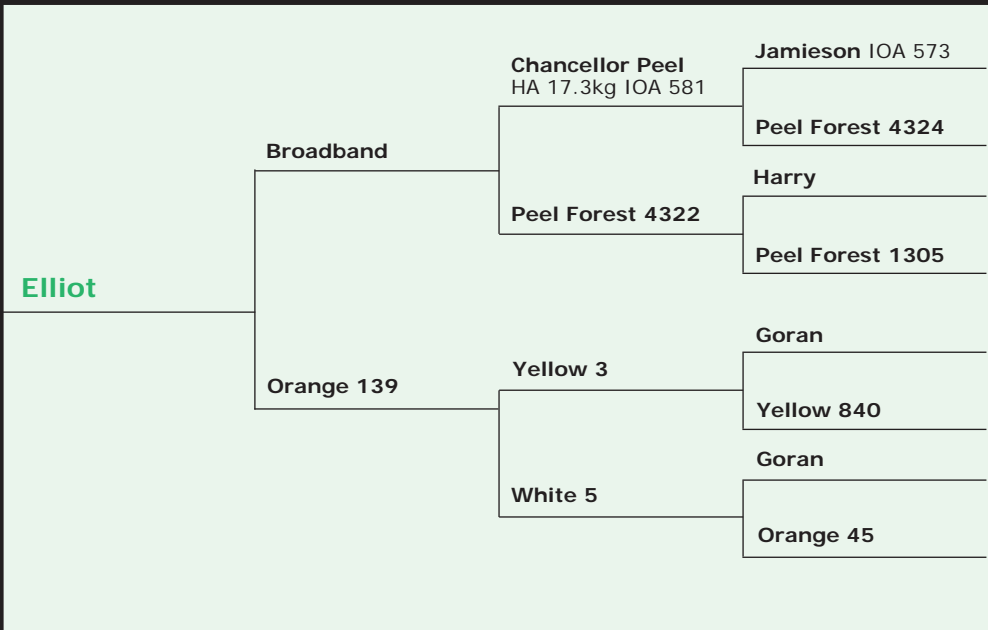 Jamieson IOA 573
Chancellor Peel
HA 17.3kg IOA 581
Peel Forest 4324
Broadband
Harry
Peel Forest 4322
Peel Forest 1305
Elliot
Goran
Yellow 3
Orange 139
Yellow 840
Goran
White 5
Orange 45